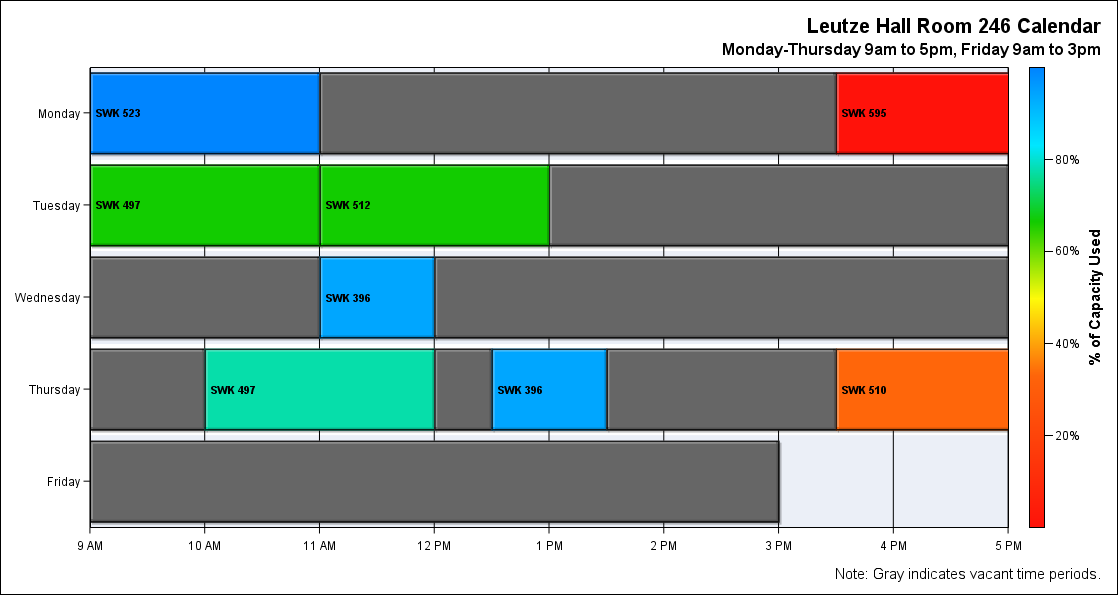 Leutze Hall Room 246 Calendar
Monday-Thursday 9am to 5pm, Friday 9am to 3pm
Monday
SWK 523
SWK 595
80%
Tuesday
SWK 497
SWK 512
60%
% of Capacity Used
Wednesday
SWK 396
40%
Thursday
SWK 497
SWK 396
SWK 510
20%
Friday
9 AM
10 AM
11 AM
12 PM
1 PM
2 PM
3 PM
4 PM
5 PM
Note: Gray indicates vacant time periods.